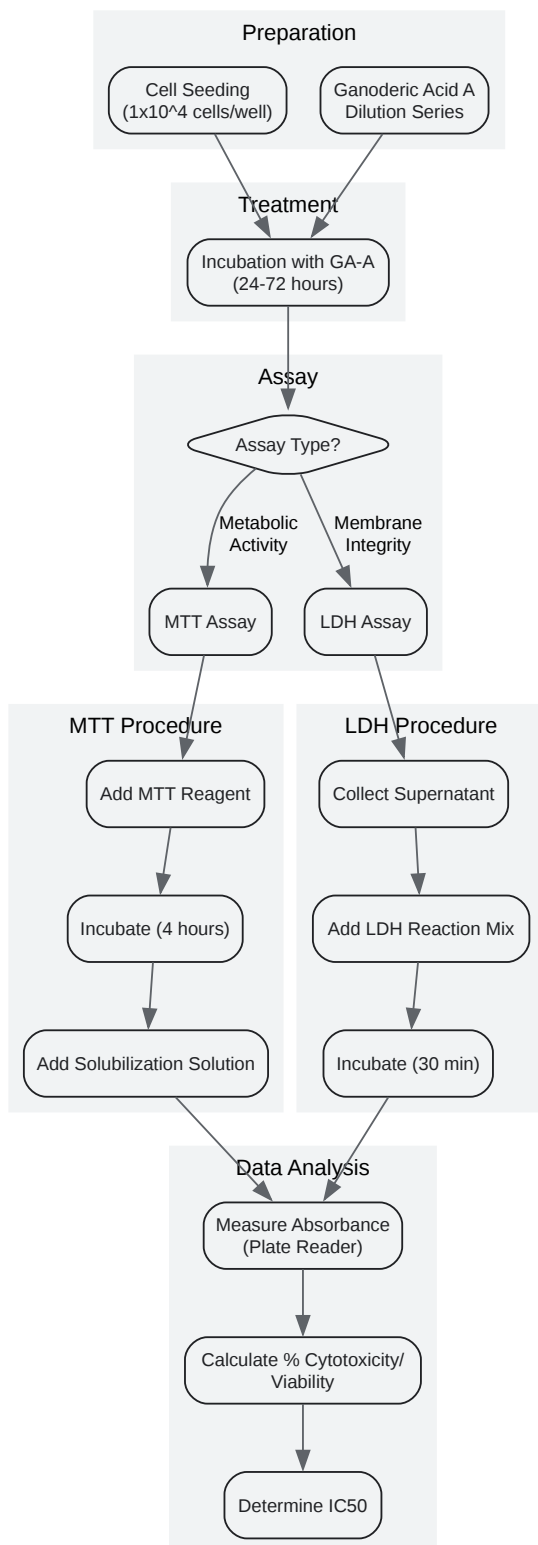 Preparation
Cell Seeding
(1x10^4 cells/well)
Ganoderic Acid A
Dilution Series
Treatment
Incubation with GA-A
(24-72 hours)
Assay
Assay Type?
Metabolic
Activity
Membrane
Integrity
MTT Assay
LDH Assay
MTT Procedure
Add MTT Reagent
Incubate (4 hours)
Add Solubilization Solution
LDH Procedure
Collect Supernatant
Add LDH Reaction Mix
Incubate (30 min)
Data Analysis
Measure Absorbance
(Plate Reader)
Calculate % Cytotoxicity/
Viability
Determine IC50